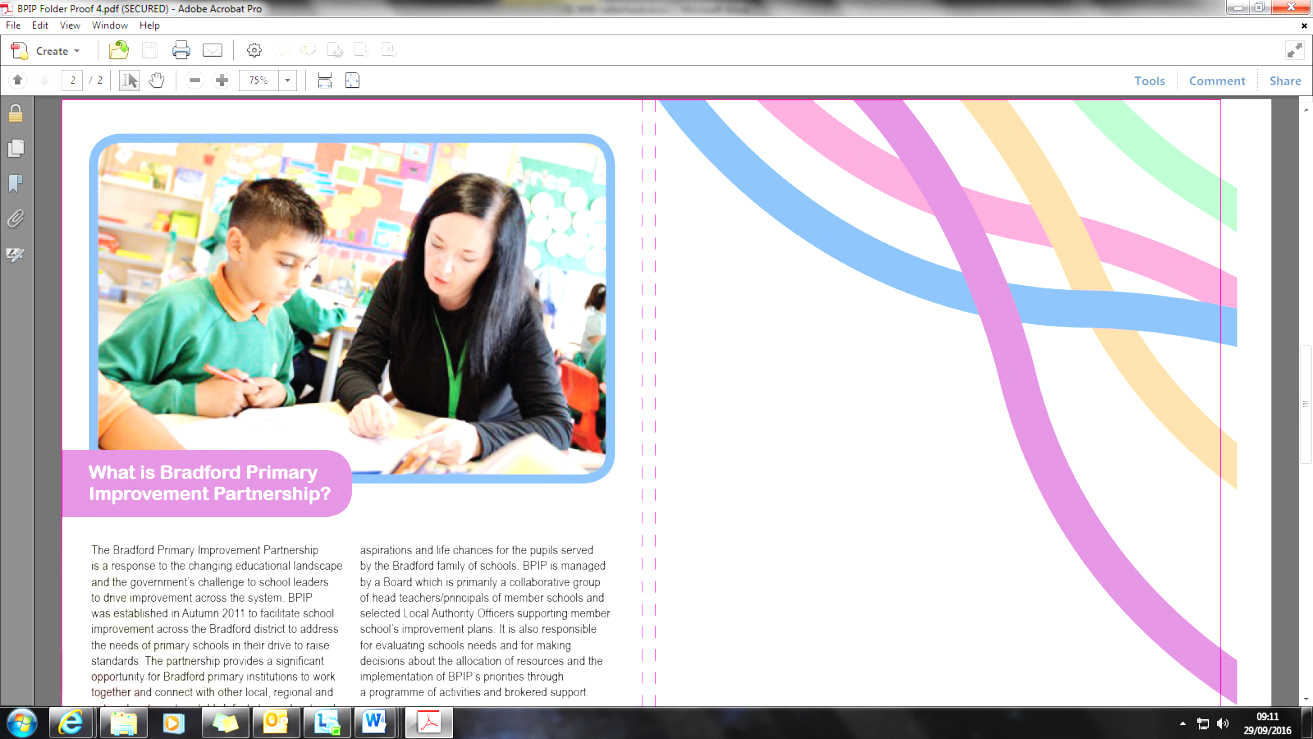 BPIP Folder Proof 4.pdf (SECURED) - Adobe Acrobat Pro
File Edit View Window Help
Create
2 / 2 75% Tools Comment Share
What is Bradford Primary
Improvement Partnership?
The Bradford Primary Improvement Partnership
is a response to the changing educational landscape
and the government's challenge to school leaders
to drive improvement across the system. BPIP
was established in Autumn 2011 to facilitate school
improvement across the Bradford district to address
the needs of primary schools in their drive to raise
standards. The partnership provides a significant
opportunity for Bradford primary institutions to work
together and connect with other local, regional and
aspirations and life chances for the pupils served
by the Bradford family of schools. BPIP is managed
by a Board which is primarily a collaborative group
of head teachers/principals of member schools and
selected Local Authority Officers supporting member
school's improvement plans. It is also responsible
for evaluating schools needs and for making
decisions about the allocation of resources and the
implementation of BPIP's priorities through
a programme of activities and brokered support
09:11
29/09/2016